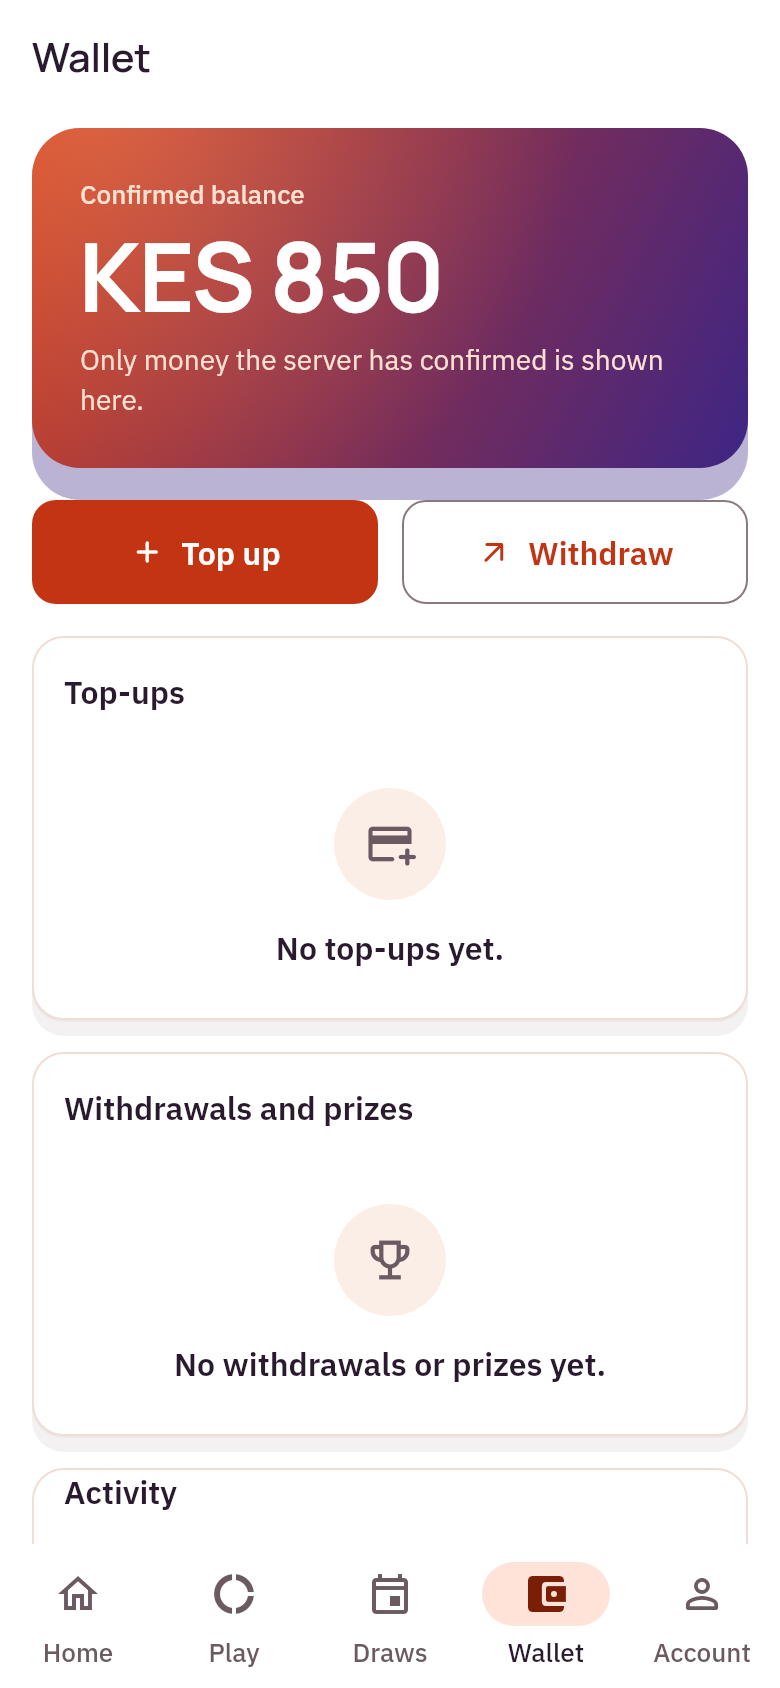 Wallet
Confirmed balance
KES 850
Only money the server has confirmed is shown
here.
Top up
Withdraw
Top-ups
No top-ups yet.
Withdrawals and prizes
No withdrawals or prizes yet.
Activity
Home
Play
Draws
Wallet
Account